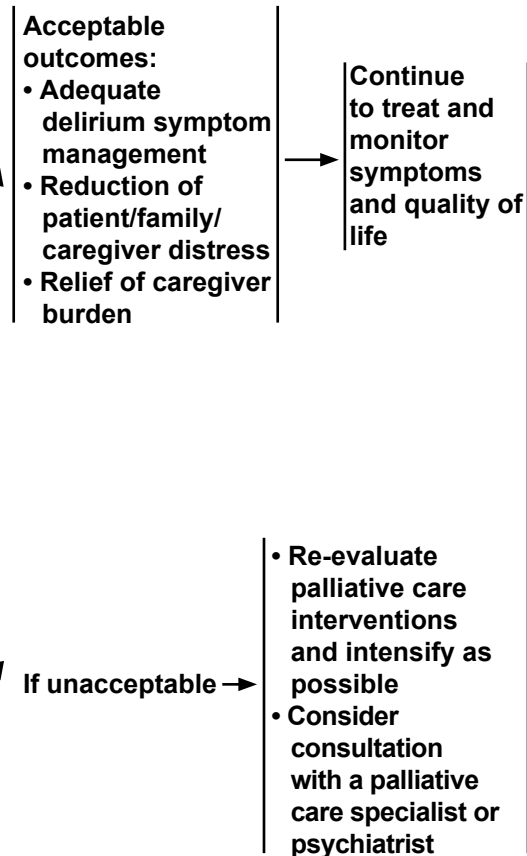 Acceptable
outcomes:
• Adequate
delirium symptom
management
• Reduction of
patient/family/
caregiver distress
• Relief of caregiver
burden
Continue
to treat and
monitor
symptoms
and quality of
life
If unacceptable
• Re-evaluate
palliative care
interventions
and intensify as
possible
• Consider
consultation
with a palliative
care specialist or
psychiatrist